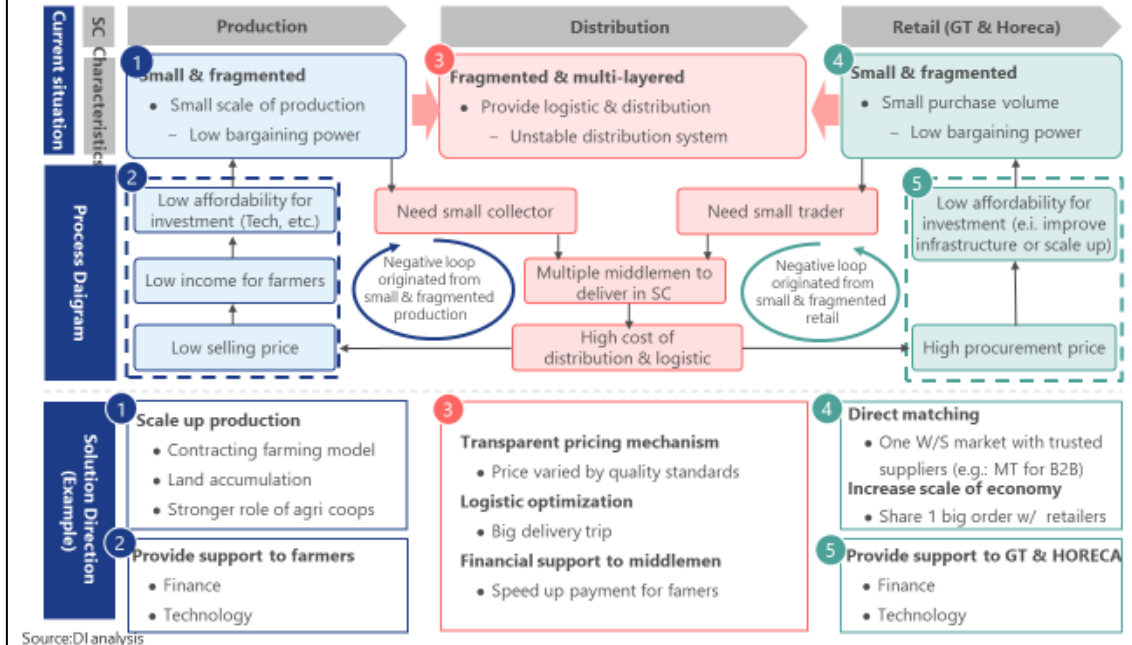 Current situation
SC Characteristics
Production
Distribution
Retail (GT & Horeca)
1
Small & fragmented
● Small scale of production
– Low bargaining power
3
Fragmented & multi-layered
● Provide logistic & distribution
– Unstable distribution system
4
Small & fragmented
● Small purchase volume
– Low bargaining power
Process Daigram
2
Low affordability for
investment (Tech, etc.)
Low income for farmers
Low selling price
Need small collector
Need small trader
Negative loop
originated from
small & fragmented
production
Multiple middlemen to
deliver in SC
High cost of
distribution & logistic
Negative loop
originated from
small & fragmented
retail
5
Low affordability for
investment (e.i. improve
infrastructure or scale up)
High procurement price
Solution Direction
(Example)
1
Scale up production
● Contracting farming model
● Land accumulation
● Stronger role of agri coops
2
Provide support to farmers
● Finance
● Technology
3
Transparent pricing mechanism
● Price varied by quality standards
Logistic optimization
● Big delivery trip
Financial support to middlemen
● Speed up payment for famers
4
Direct matching
● One W/S market with trusted
suppliers (e.g.: MT for B2B)
Increase scale of economy
● Share 1 big order w/ retailers
5
Provide support to GT & HORECA
● Finance
● Technology
Source:DI analysis